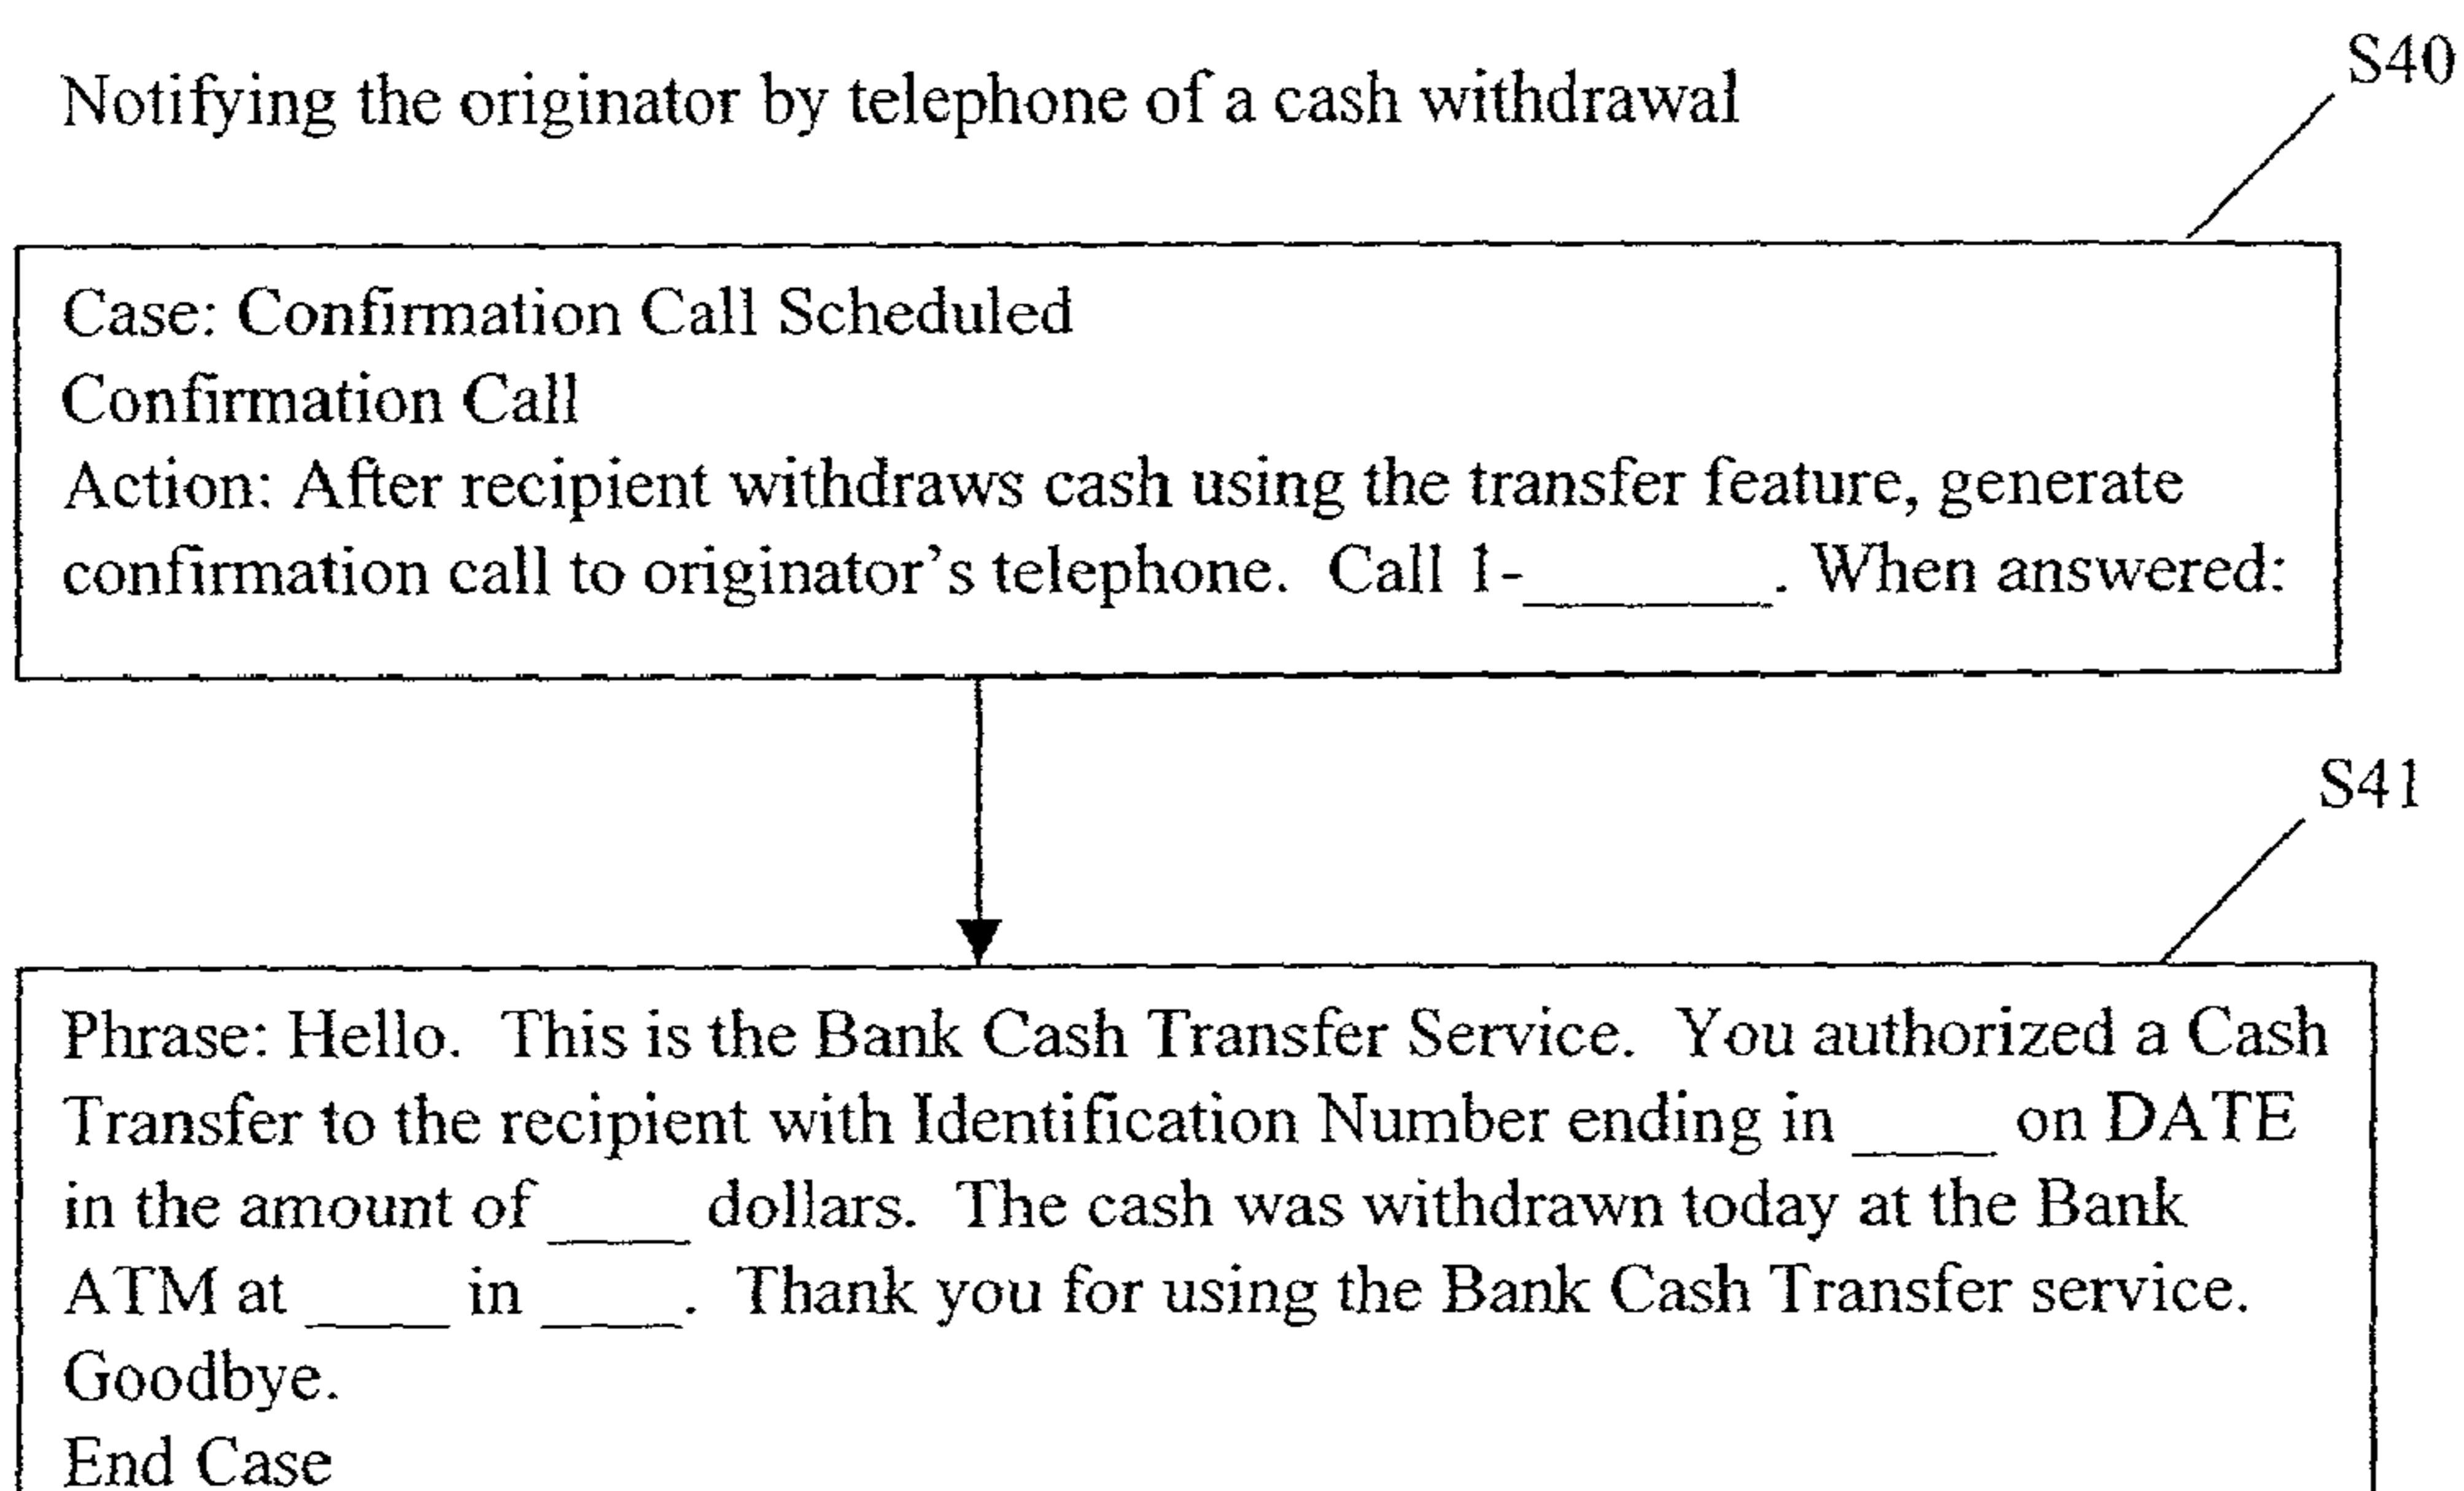 S40
Notifying the originator by telephone of a cash withdrawal
Case: Confirmation Call Scheduled
Confirmation Call
Action: After recipient withdraws cash using the transfer feature, generate
confirmation call to originator’s telephone. Call 1-________. When answered:
S41
Phrase: Hello. This is the Bank Cash Transfer Service. You authorized a Cash
Transfer to the recipient with Identification Number ending in ____ on DATE
in the amount of ____ dollars. The cash was withdrawn today at the Bank
ATM at ____ in ____. Thank you for using the Bank Cash Transfer service.
Goodbye.
End Case